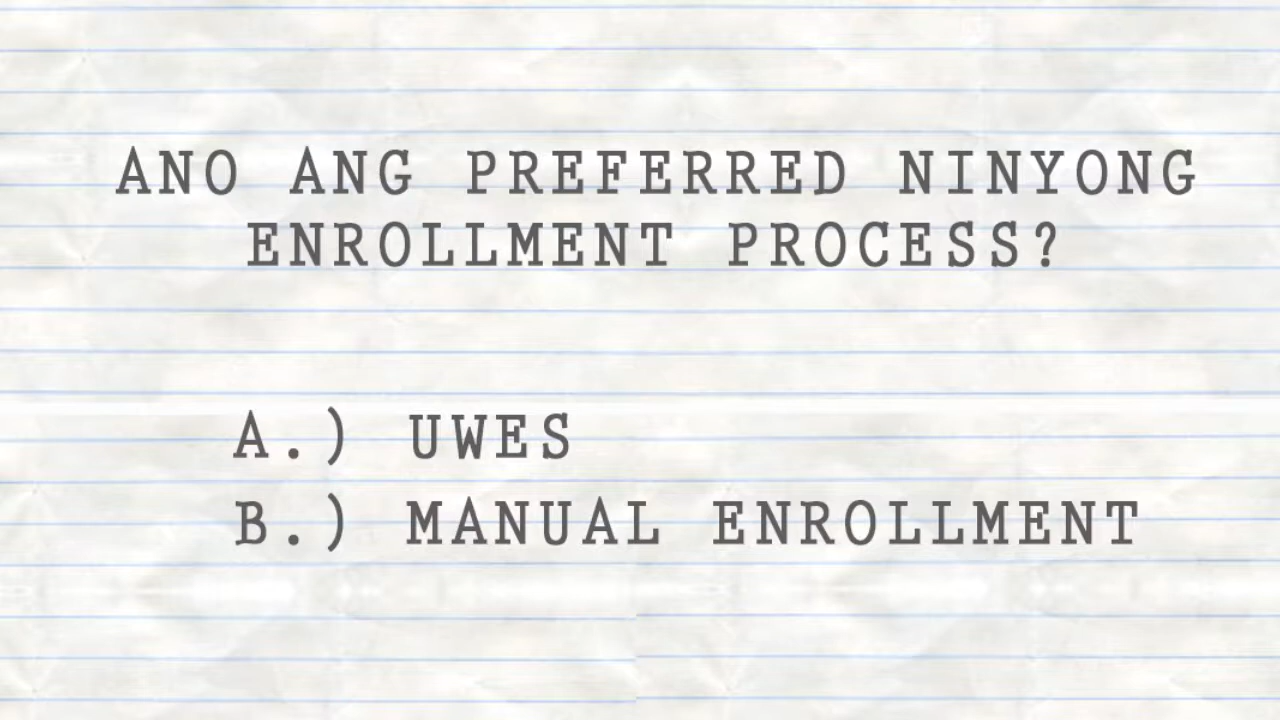 ANO ANG PREFERRED NINYONG
ENROLLMENT PROCESS?
A.) UWES
B.) MANUAL ENROLLMENT